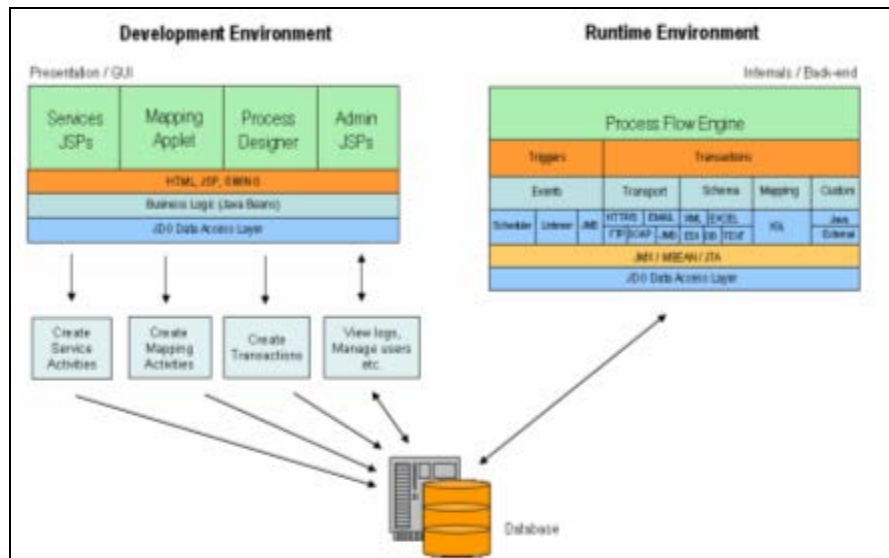 Development Environment
Runtime Environment
Presentation / GUI
Internals / Back-end
Services JSPs
Mapping Applet
Process Designer
Admin JSPs
HTML, JSP, SWING
Business Logic (Java Beans)
JDO Data Access Layer
Process Flow Engine
Triggers
Transactions
Events
Transport
Schema
Mapping
Custom
Scheduler
Listener
JMS
HTTP/S
EMAIL
FTP
SOAP
JMS
XML
EXCEL
EDI
DB
TEXT
XSL
Java
External
JMX / MBEAN / JTA
JDO Data Access Layer
Create
Service
Activities
Create
Mapping
Activities
Create
Transactions
View logs,
Manage users
etc.
Database